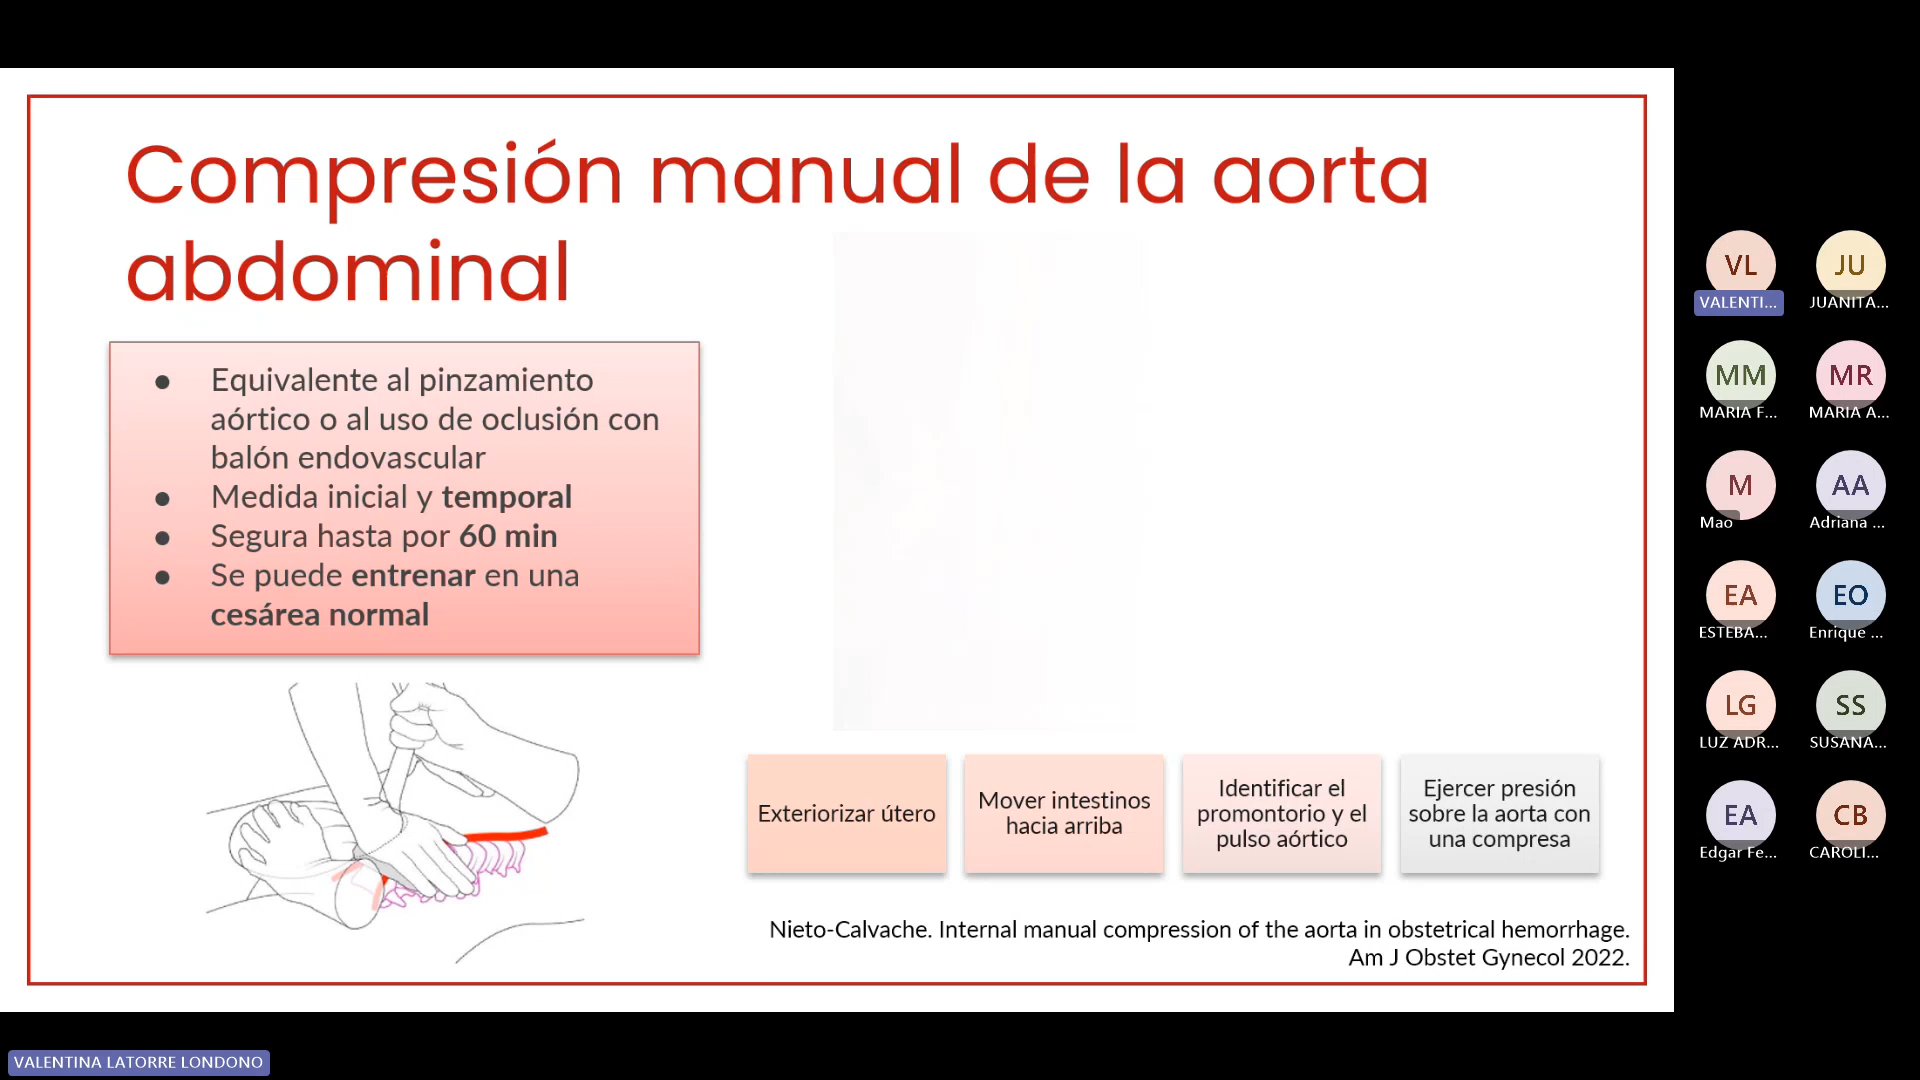 Compresión manual de la aorta
abdominal
● Equivalente al pinzamiento
aórtico o al uso de oclusión con
balón endovascular
● Medida inicial y temporal
● Segura hasta por 60 min
● Se puede entrenar en una
cesárea normal
Exteriorizar útero
Mover intestinos
hacia arriba
Identificar el
promontorio y el
pulso aórtico
Ejercer presión
sobre la aorta con
una compresa
Nieto-Calvache. Internal manual compression of the aorta in obstetrical hemorrhage.
Am J Obstet Gynecol 2022.
VL
VALENTI...
JU
JUANITA...
MM
MARIA F...
MR
MARIA A...
M
Mao
AA
Adriana ...
EA
ESTEBA...
EO
Enrique ...
LG
LUZ ADR...
SS
SUSANA...
EA
Edgar Fe...
CB
CAROLI...
VALENTINA LATORRE LONDONO